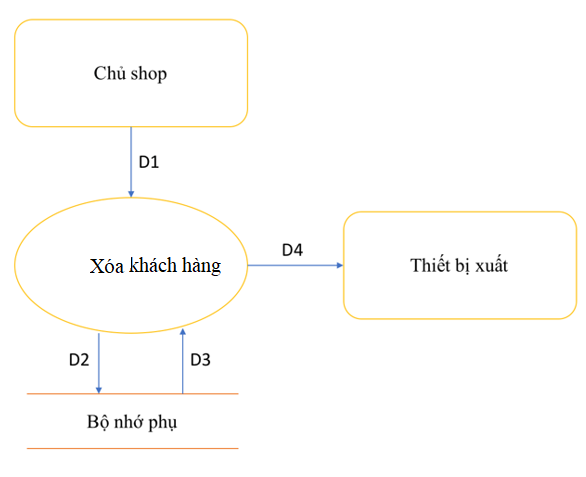 Chủ shop
D1
Xóa khách hàng
D4
Thiết bị xuất
D2
D3
Bộ nhớ phụ